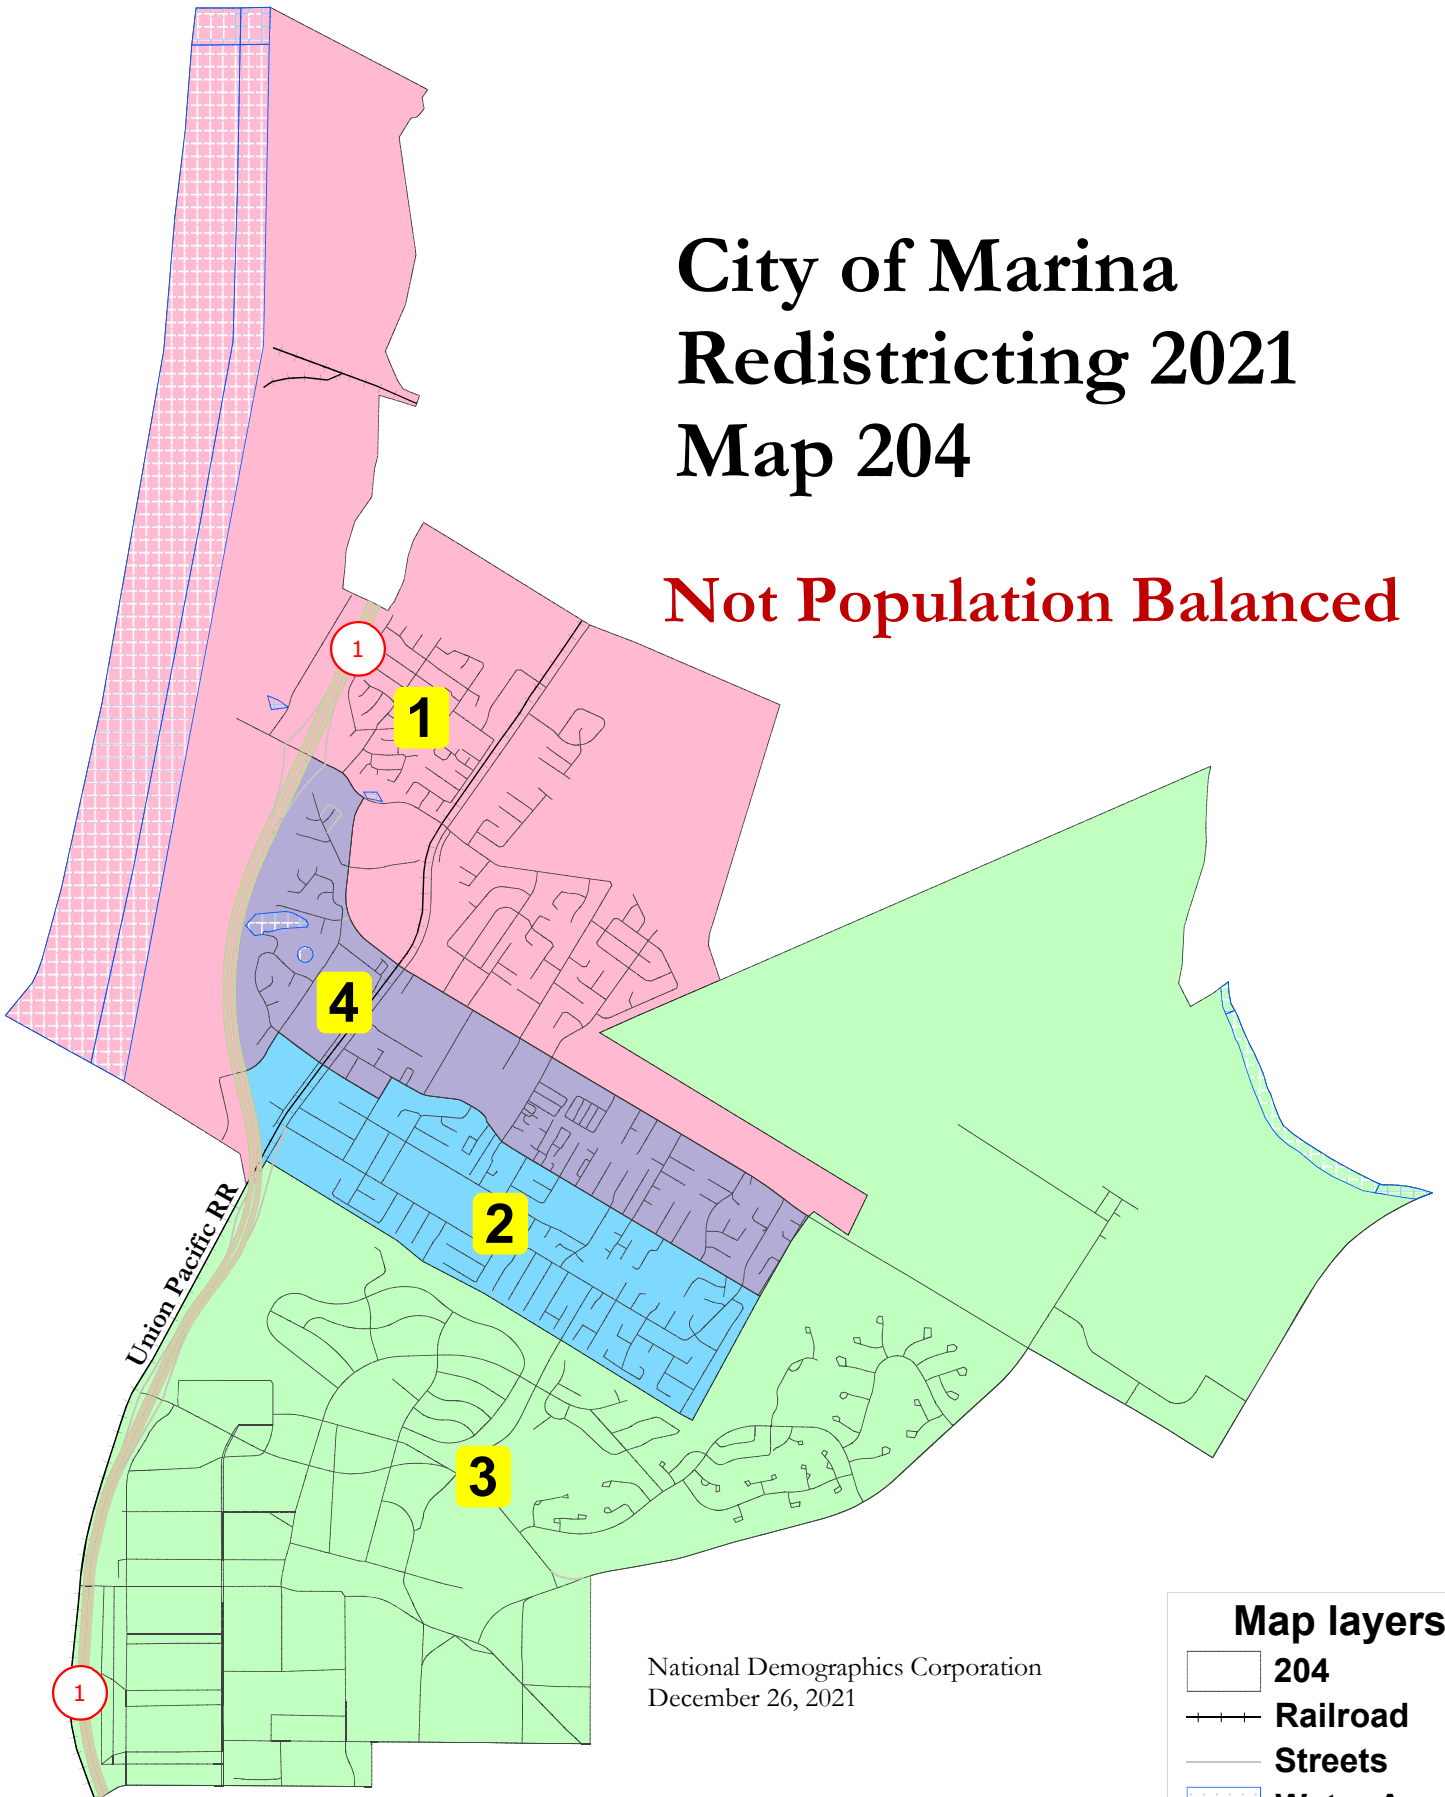 City of Marina
Redistricting 2021
Map 204
Not Population Balanced
1
1
4
2
Union Pacific RR
3
1
National Demographics Corporation
December 26, 2021
Map layers
204
Railroad
Streets